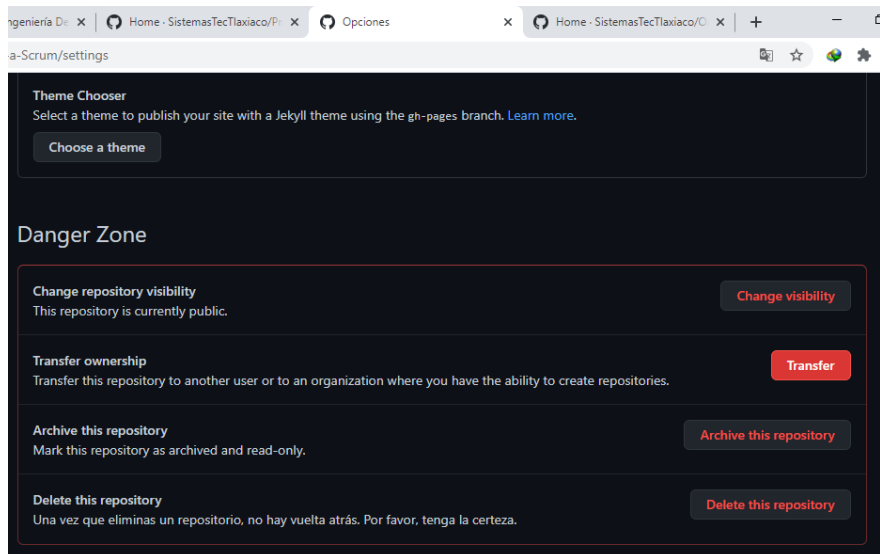 ngeniería De
Home · SistemasTecTlaxiaco/Pr
Opciones
Home · SistemasTecTlaxiaco/O
-a-Scrum/settings
Theme Chooser
Select a theme to publish your site with a Jekyll theme using the gh-pages branch. Learn more.
Choose a theme
Danger Zone
Change repository visibility
This repository is currently public.
Change visibility
Transfer ownership
Transfer this repository to another user or to an organization where you have the ability to create repositories.
Transfer
Archive this repository
Mark this repository as archived and read-only.
Archive this repository
Delete this repository
Una vez que eliminas un repositorio, no hay vuelta atrás. Por favor, tenga la certeza.
Delete this repository